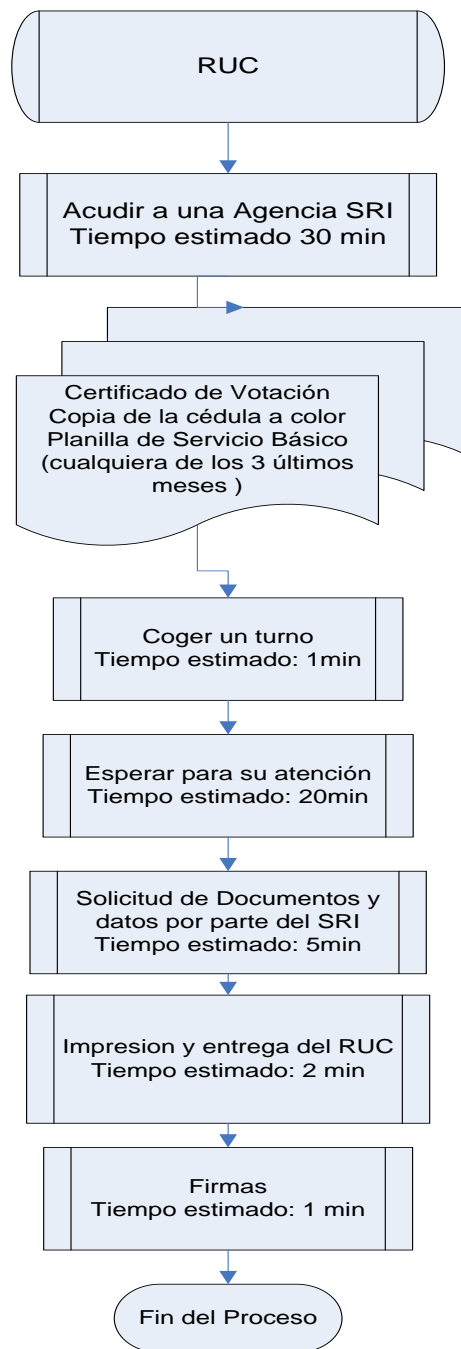 RUC
Acudir a una Agencia SRI
Tiempo estimado 30 min
Certificado de Votación
Copia de la cédula a color
Planilla de Servicio Básico
(cualquiera de los 3 últimos
meses )
Coger un turno
Tiempo estimado: 1min
Esperar para su atención
Tiempo estimado: 20min
Solicitud de Documentos y
datos por parte del SRI
Tiempo estimado: 5min
Impresion y entrega del RUC
Tiempo estimado: 2 min
Firmas
Tiempo estimado: 1 min
Fin del Proceso